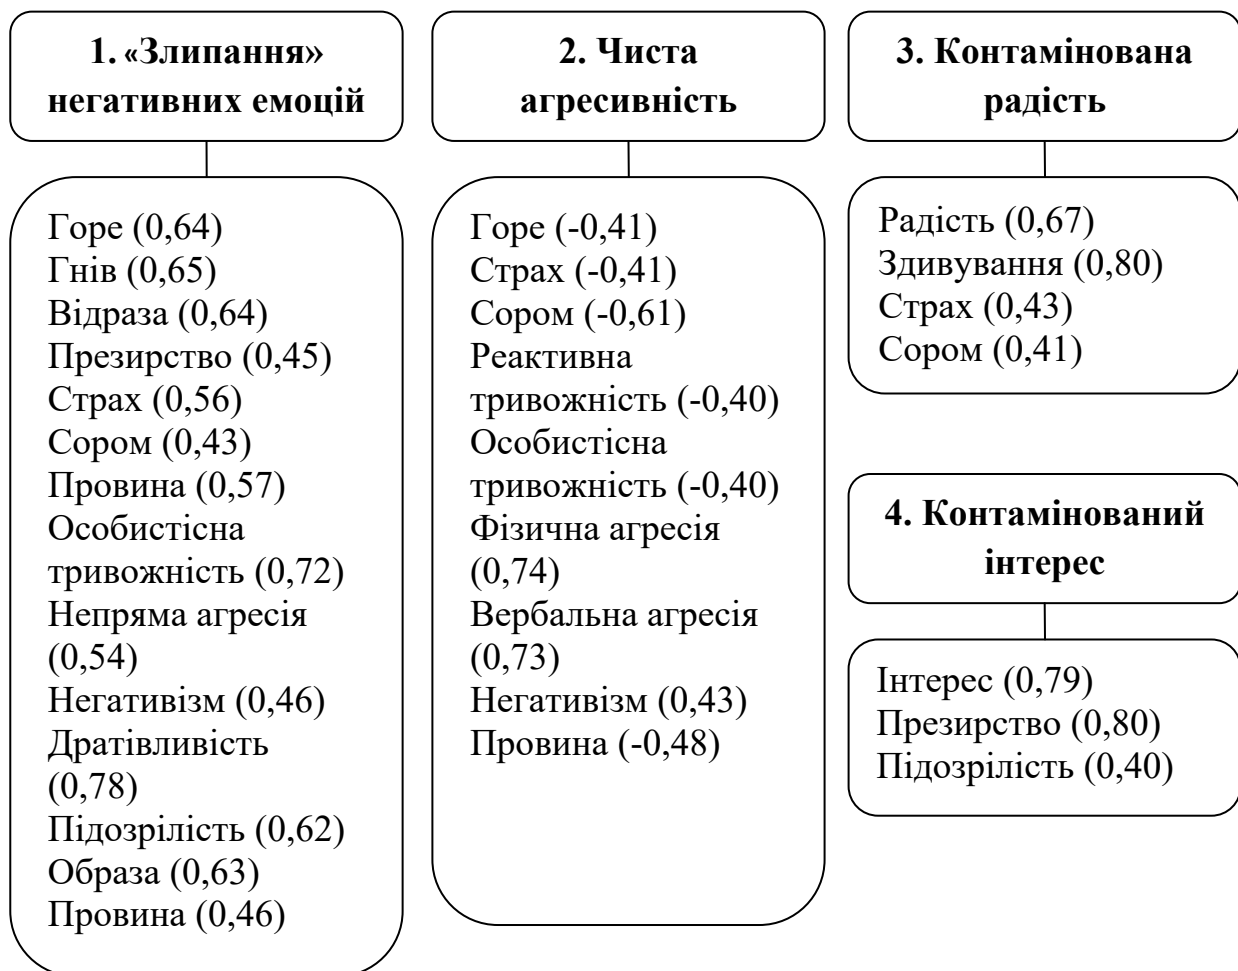 1. «Злипання»
негативних емоцій
Горе (0,64)
Гнів (0,65)
Відраза (0,64)
Презирство (0,45)
Страх (0,56)
Сором (0,43)
Провина (0,57)
Особистісна
тривожність (0,72)
Непряма агресія
(0,54)
Негативізм (0,46)
Дратівливість
(0,78)
Підозрілість (0,62)
Образа (0,63)
Провина (0,46)
2. Чиста
агресивність
Горе (-0,41)
Страх (-0,41)
Сором (-0,61)
Реактивна
тривожність (-0,40)
Особистісна
тривожність (-0,40)
Фізична агресія
(0,74)
Вербальна агресія
(0,73)
Негативізм (0,43)
Провина (-0,48)
3. Контамінована
радість
Радість (0,67)
Здивування (0,80)
Страх (0,43)
Сором (0,41)
4. Контамінований
інтерес
Інтерес (0,79)
Презирство (0,80)
Підозрілість (0,40)